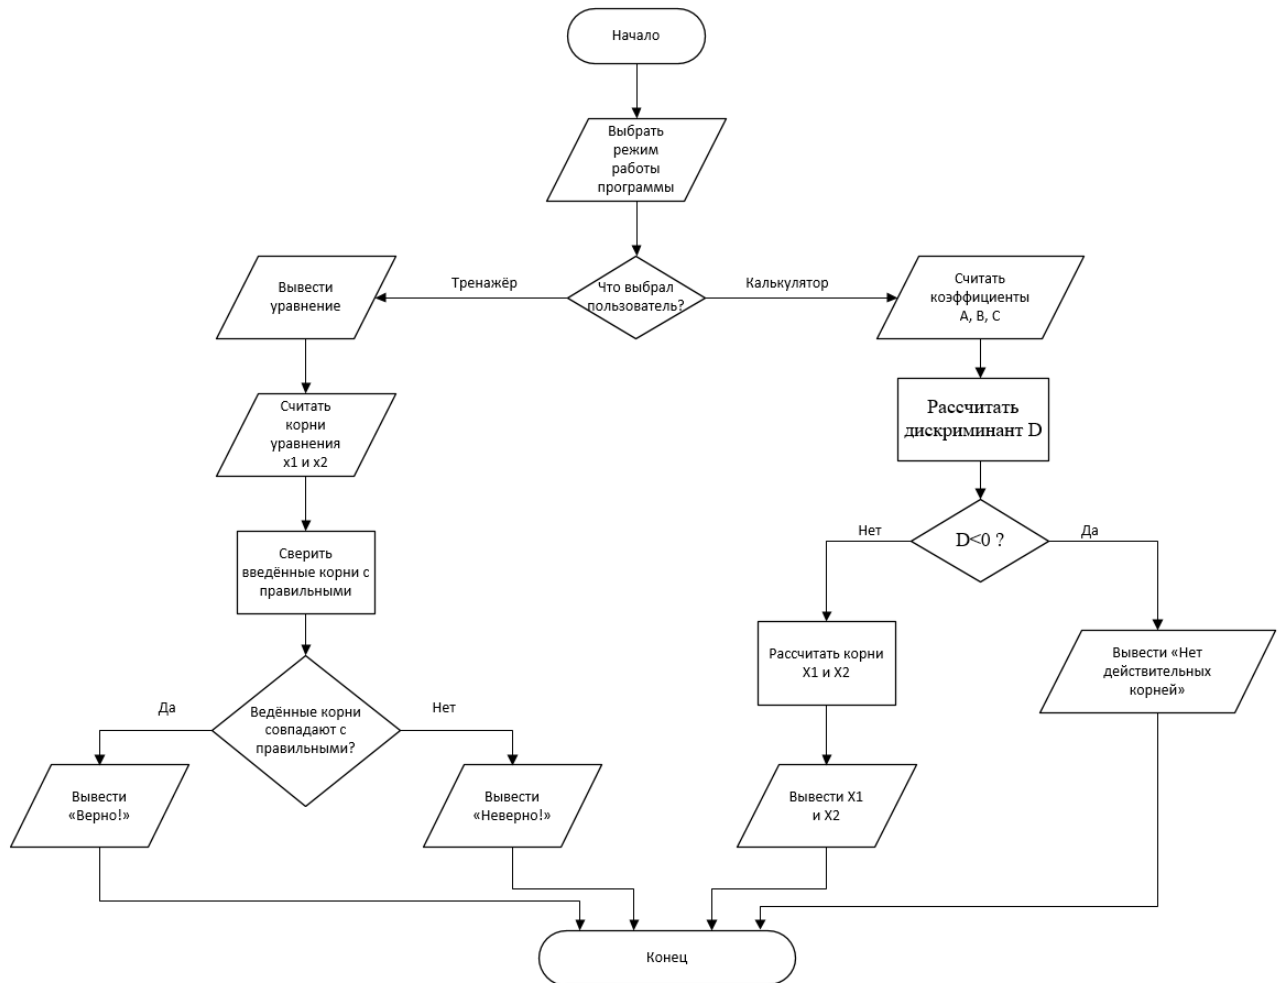 Начало
Выбрать
режим
работы
программы
Что выбрал
пользователь?
Тренажёр
Калькулятор
Вывести
уравнение
Считать
корни
уравнения
x1 и x2
Сверить
введённые корни с
правильными
Ведённые корни
совпадают с
правильными?
Да
Нет
Вывести
«Верно!»
Вывести
«Неверно!»
Считать
коэффициенты
A, B, C
Рассчитать
дискриминант D
D<0 ?
Нет
Да
Рассчитать корни
X1 и X2
Вывести X1
и X2
Вывести «Нет
действительных
корней»
Конец